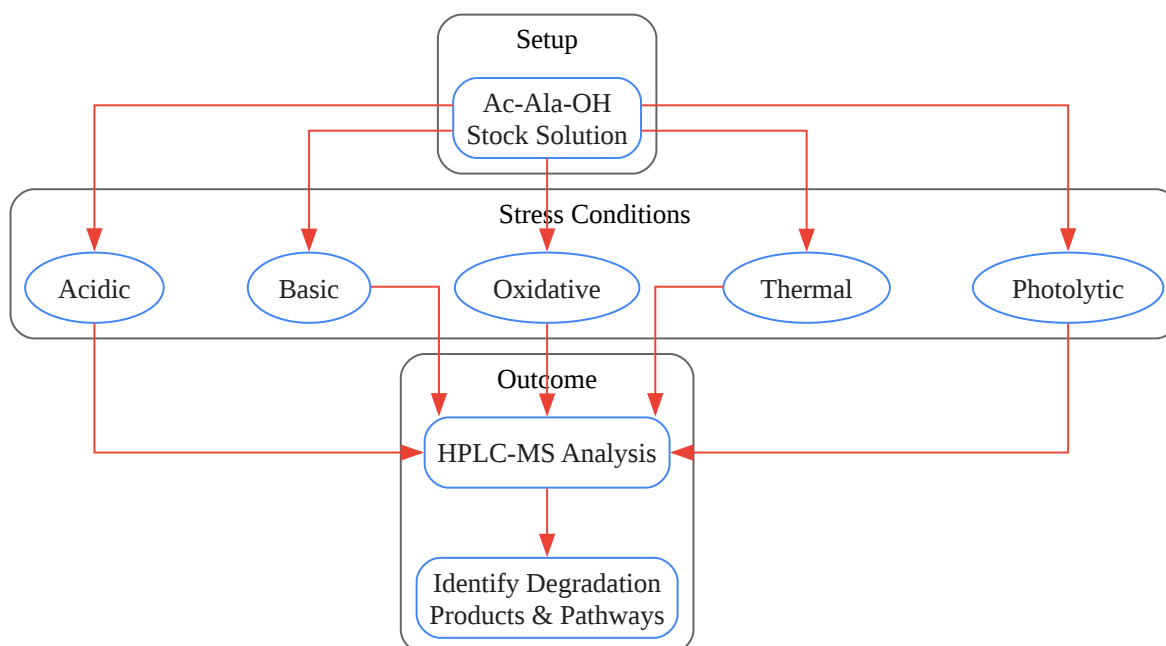 Setup
Ac-Ala-OH
Stock Solution
Stress Conditions
Acidic
Basic
Oxidative
Thermal
Photolytic
Outcome
HPLC-MS Analysis
Identify Degradation
Products & Pathways